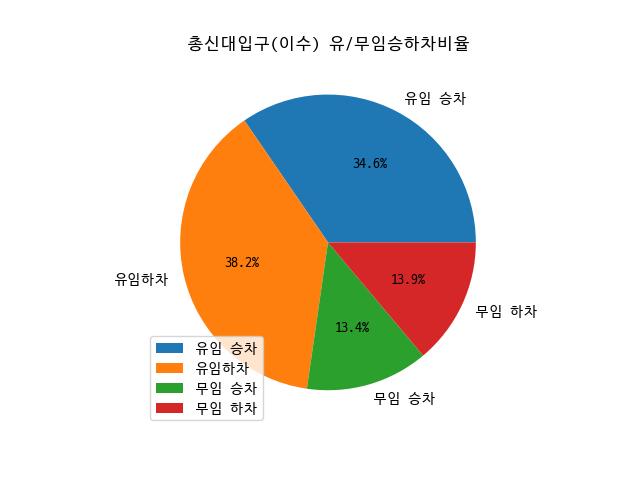 총신대입구(이수) 유/무임승하차비율
유임 승차
34.6%
38.2%
유임하차
13.9%
무임 하차
13.4%
무임 승차
유임 승차
유임하차
무임 승차
무임 하차